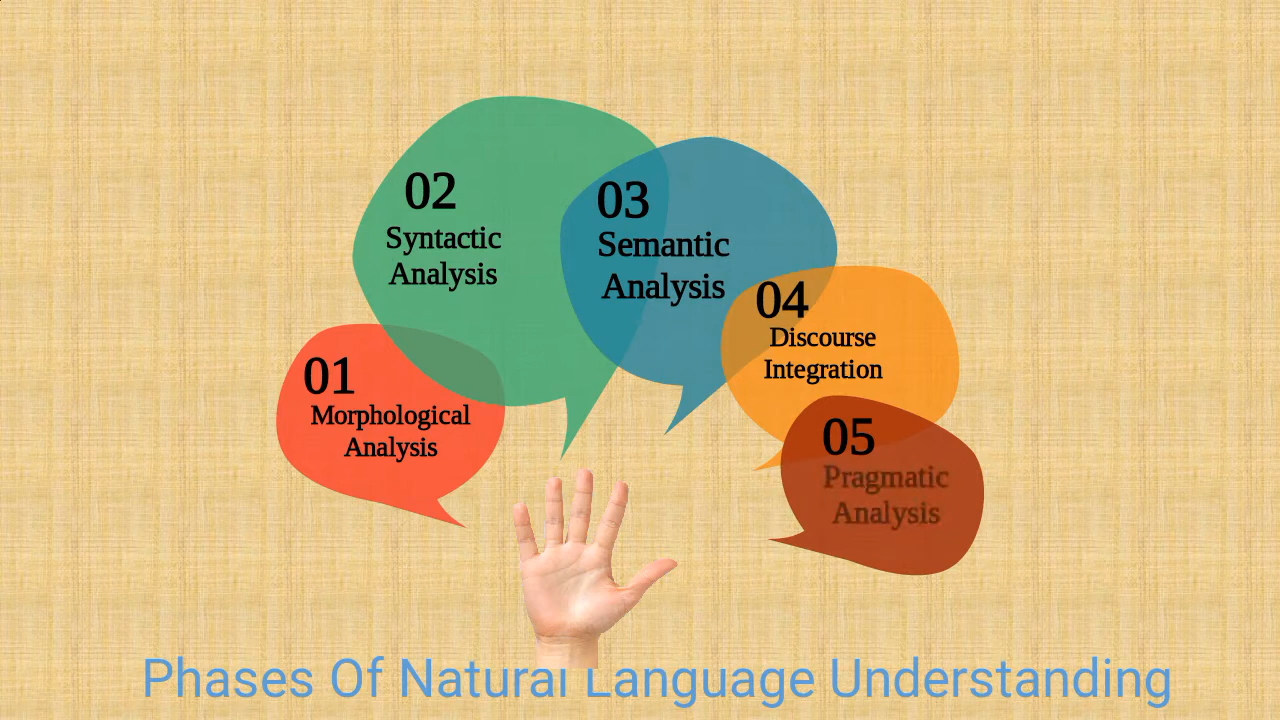 01
Morphological
Analysis
02
Syntactic
Analysis
03
Semantic
Analysis
04
Discourse
Integration
05
Pragmatic
Analysis
Phases Of Natural Language Understanding